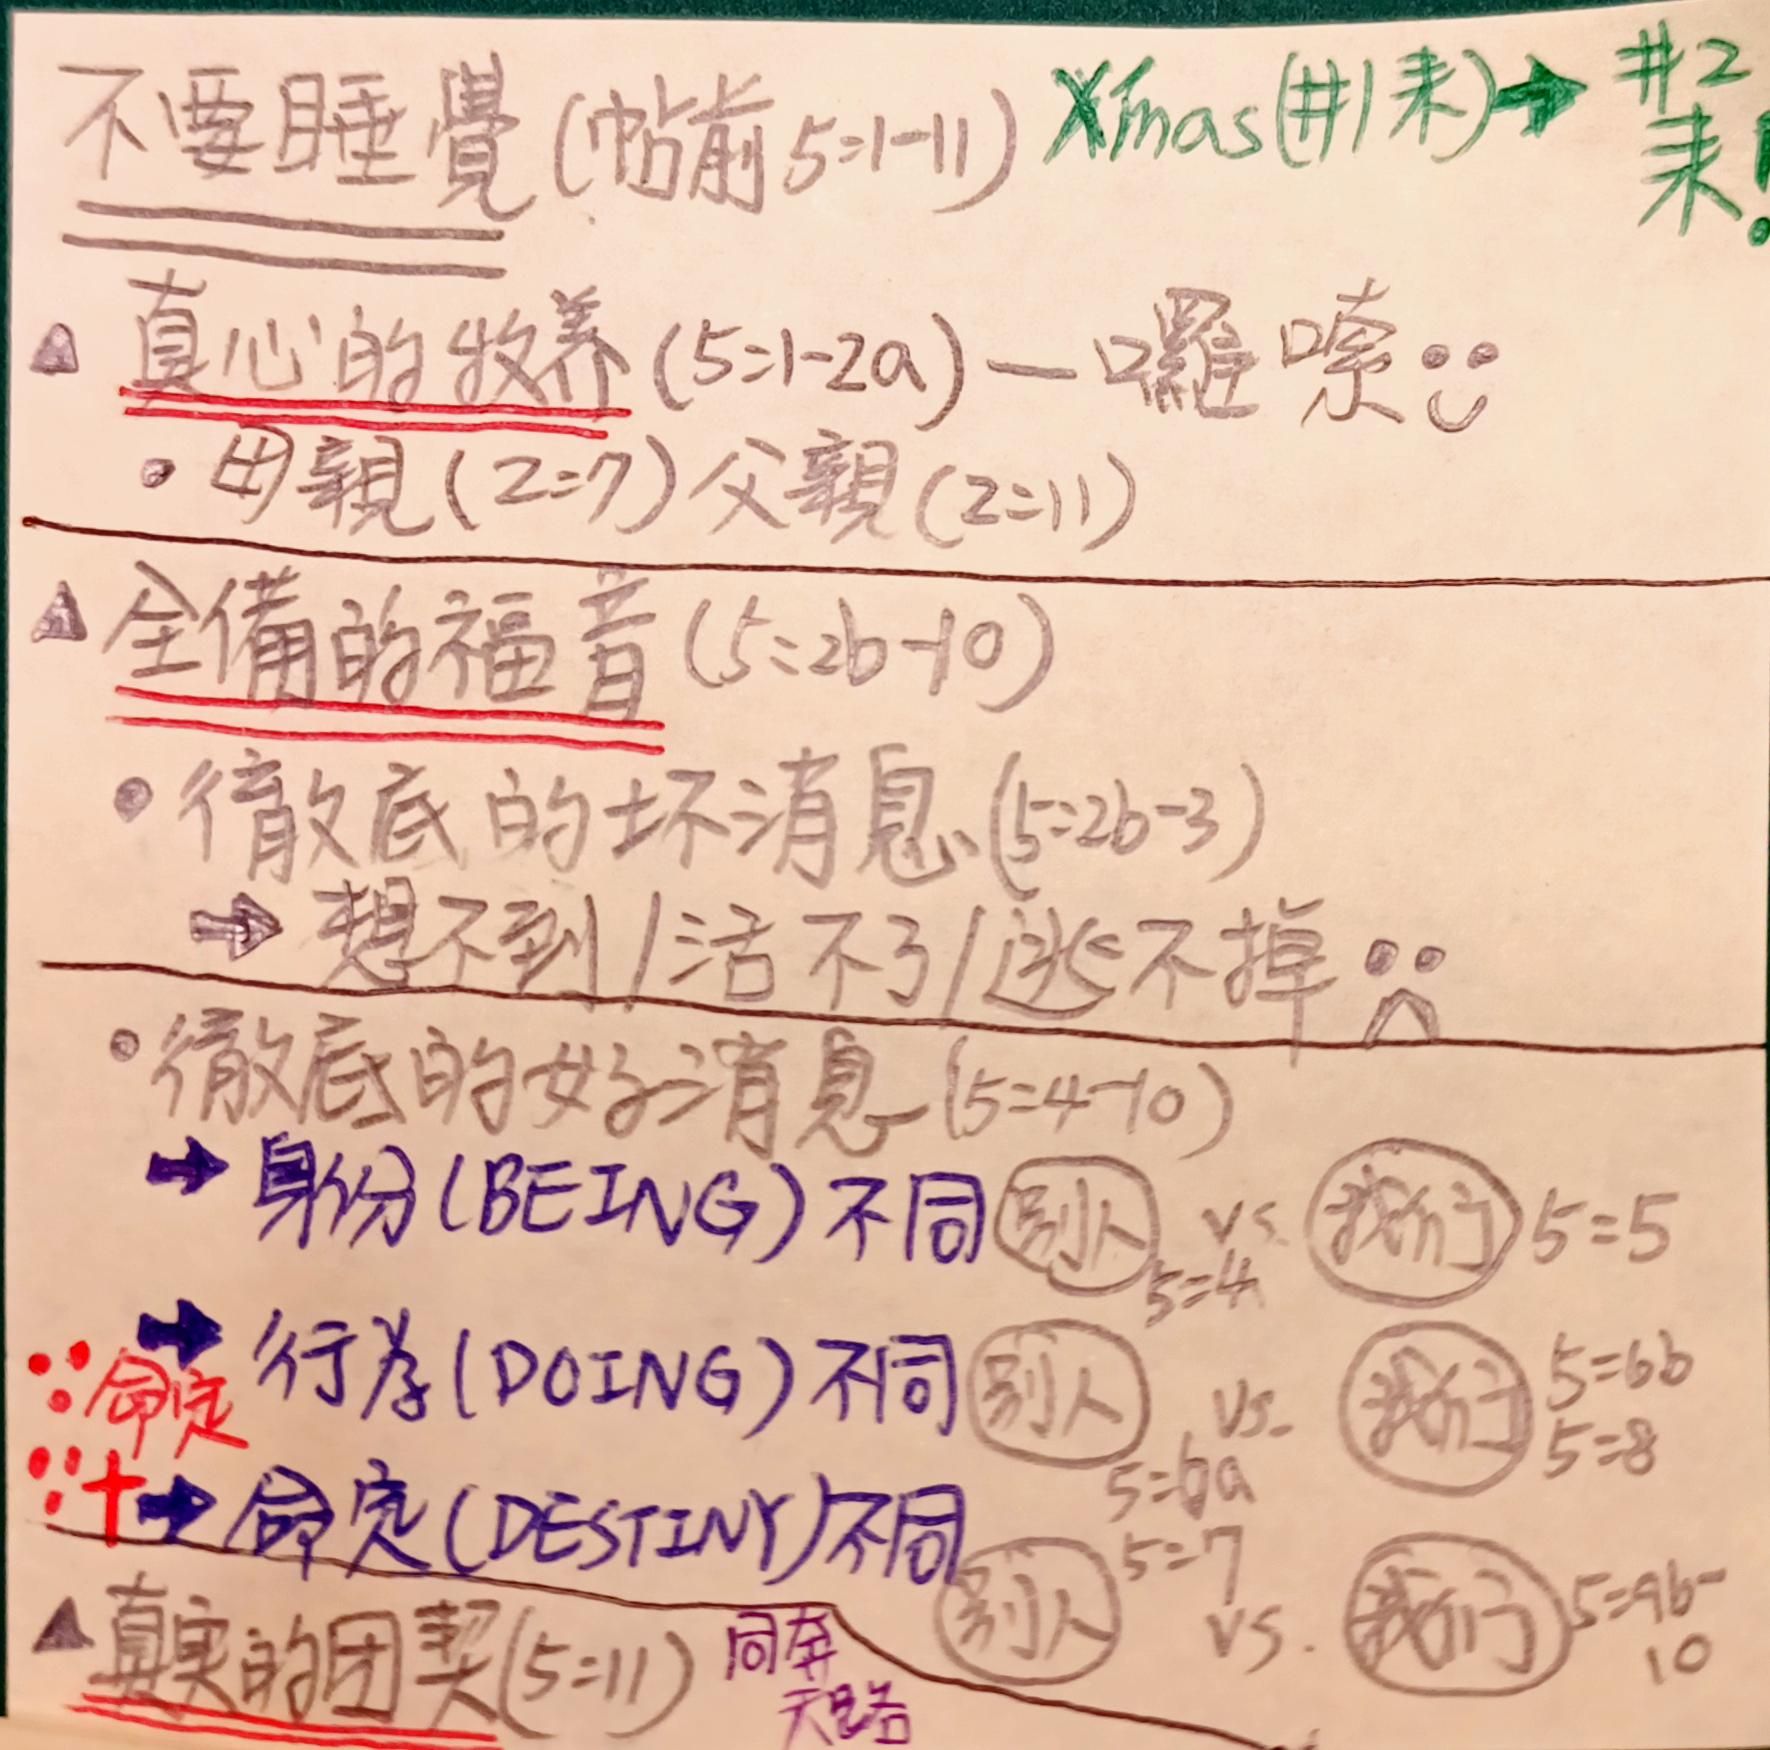 不要睡覺(帖前5:1-11) Xmas(#1来)→ #2来!
真心的牧养(5:1-2a)—囉嗦
• 母親(2:7)父親(2:11)
全備的福音(5:2b-10)
• 徹底的坏消息(5:2b-3)
→ 想不到/活不了/逃不掉
• 徹底的好消息(5:4-10)
→ 身份(BEING)不同 别人 5:4 vs. 我们 5:5
→ 行為(DOING)不同 别人 5:6a vs. 我们 5:6b 5:8
∵命定
∵十→ 命定(DESTINY)不同 别人 5:7 vs. 我们 5:9b-10
真实的团契(5:11) 同奔天路